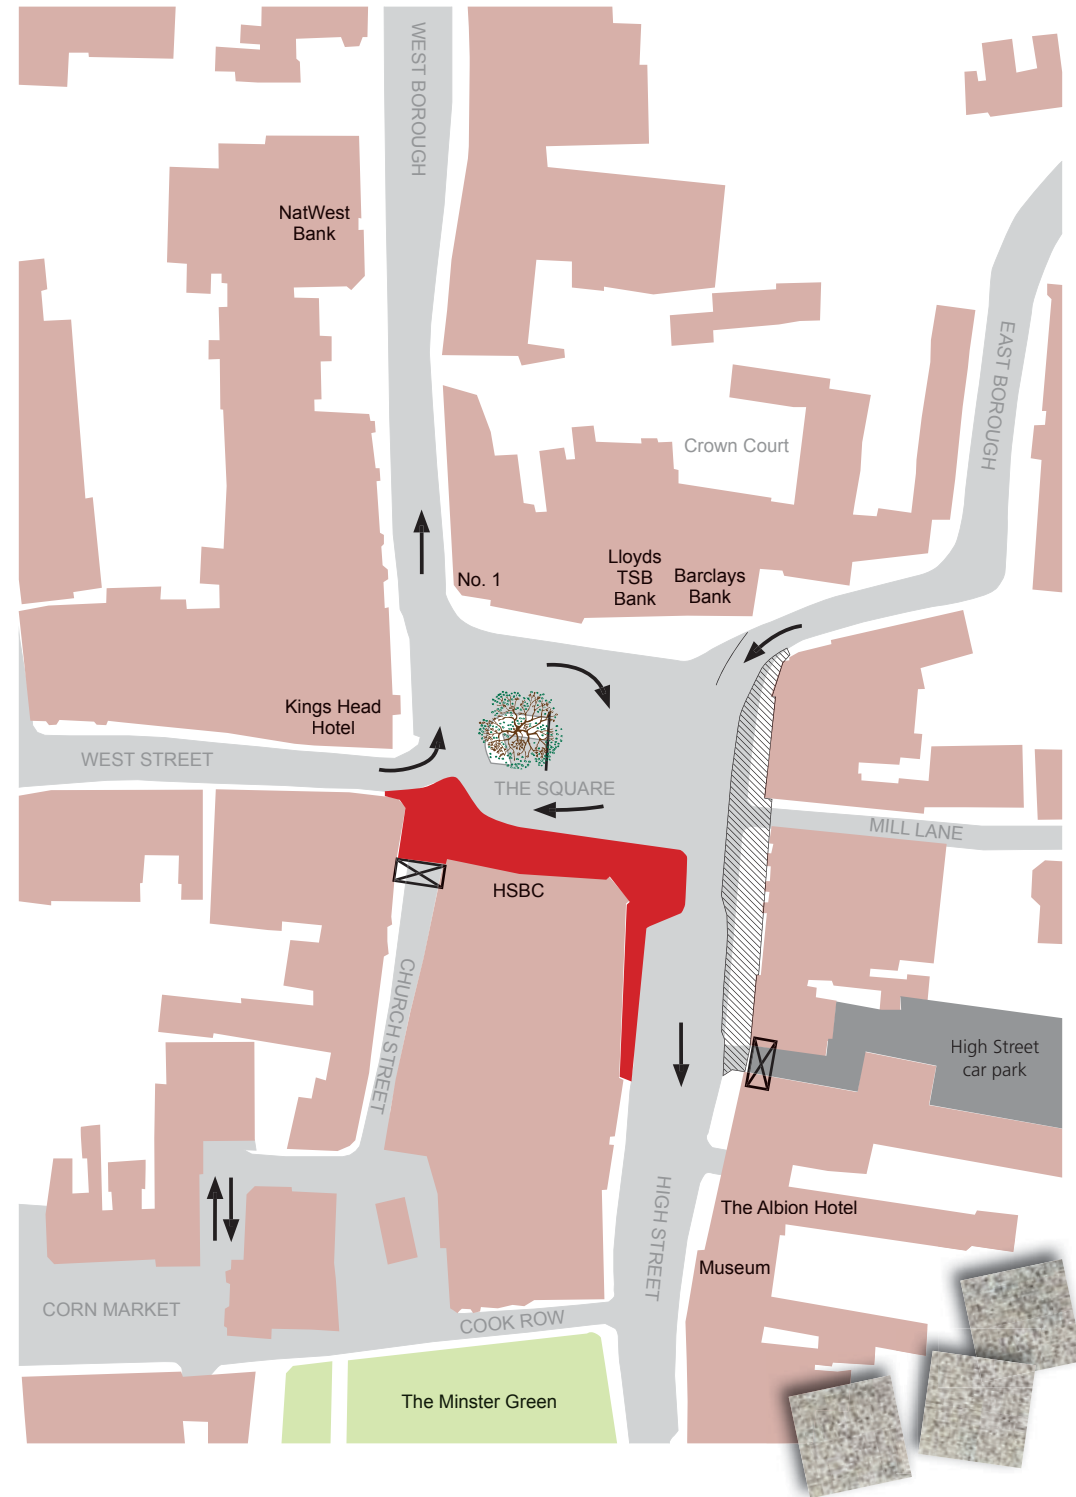 WEST BOROUGH
NatWest
Bank
EAST BOROUGH
Crown Court
Lloyds
TSB
Bank
Barclays
Bank
No. 1
Kings Head
Hotel
WEST STREET
THE SQUARE
MILL LANE
HSBC
CHURCH STREET
High Street
car park
HIGH STREET
The Albion Hotel
Museum
CORN MARKET
COOK ROW
The Minster Green